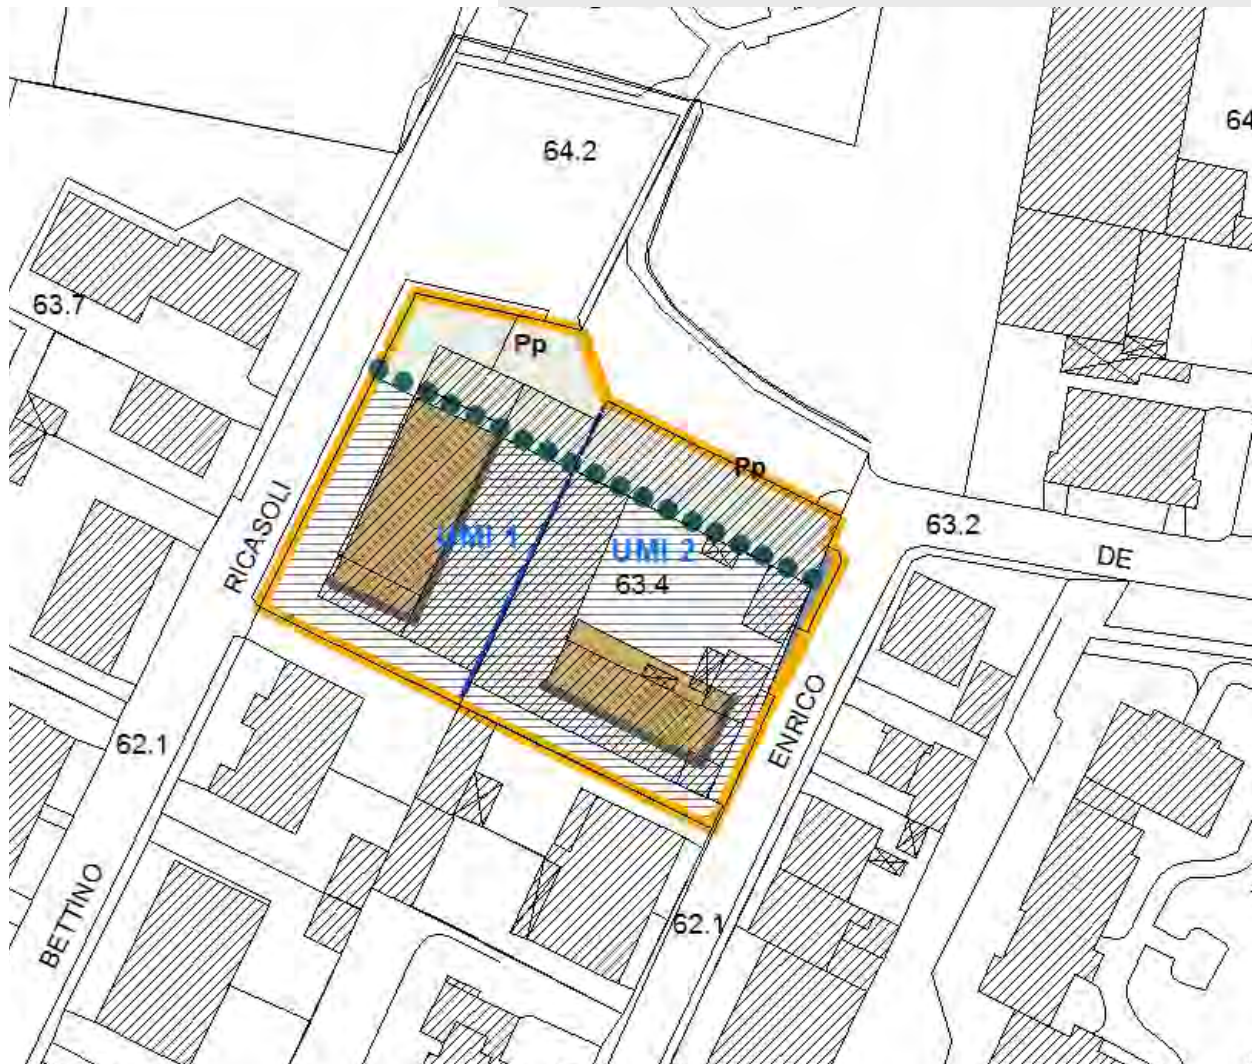 64.2
64
63.7
Pp
Pp
RICASOLI
63.2
DE
UMI 1
UMI 2
63.4
ENRICO
62.1
BETTINO
62.1